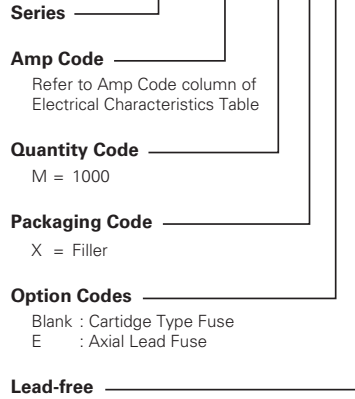 Series
Amp Code
Refer to Amp Code column of
Electrical Characteristics Table
Quantity Code
M = 1000
Packaging Code
X = Filler
Option Codes
Blank : Cartidge Type Fuse
E : Axial Lead Fuse
Lead-free